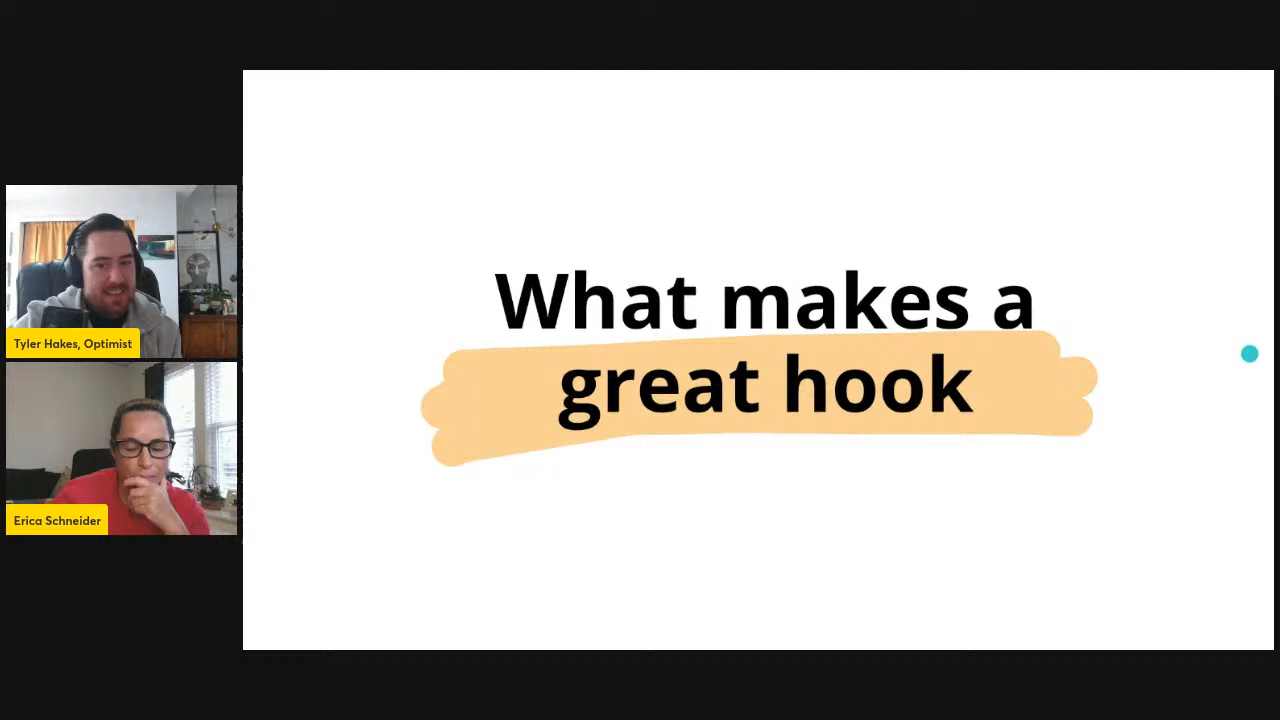 What makes a
great hook
Tyler Hakes, Optimist
Erica Schneider